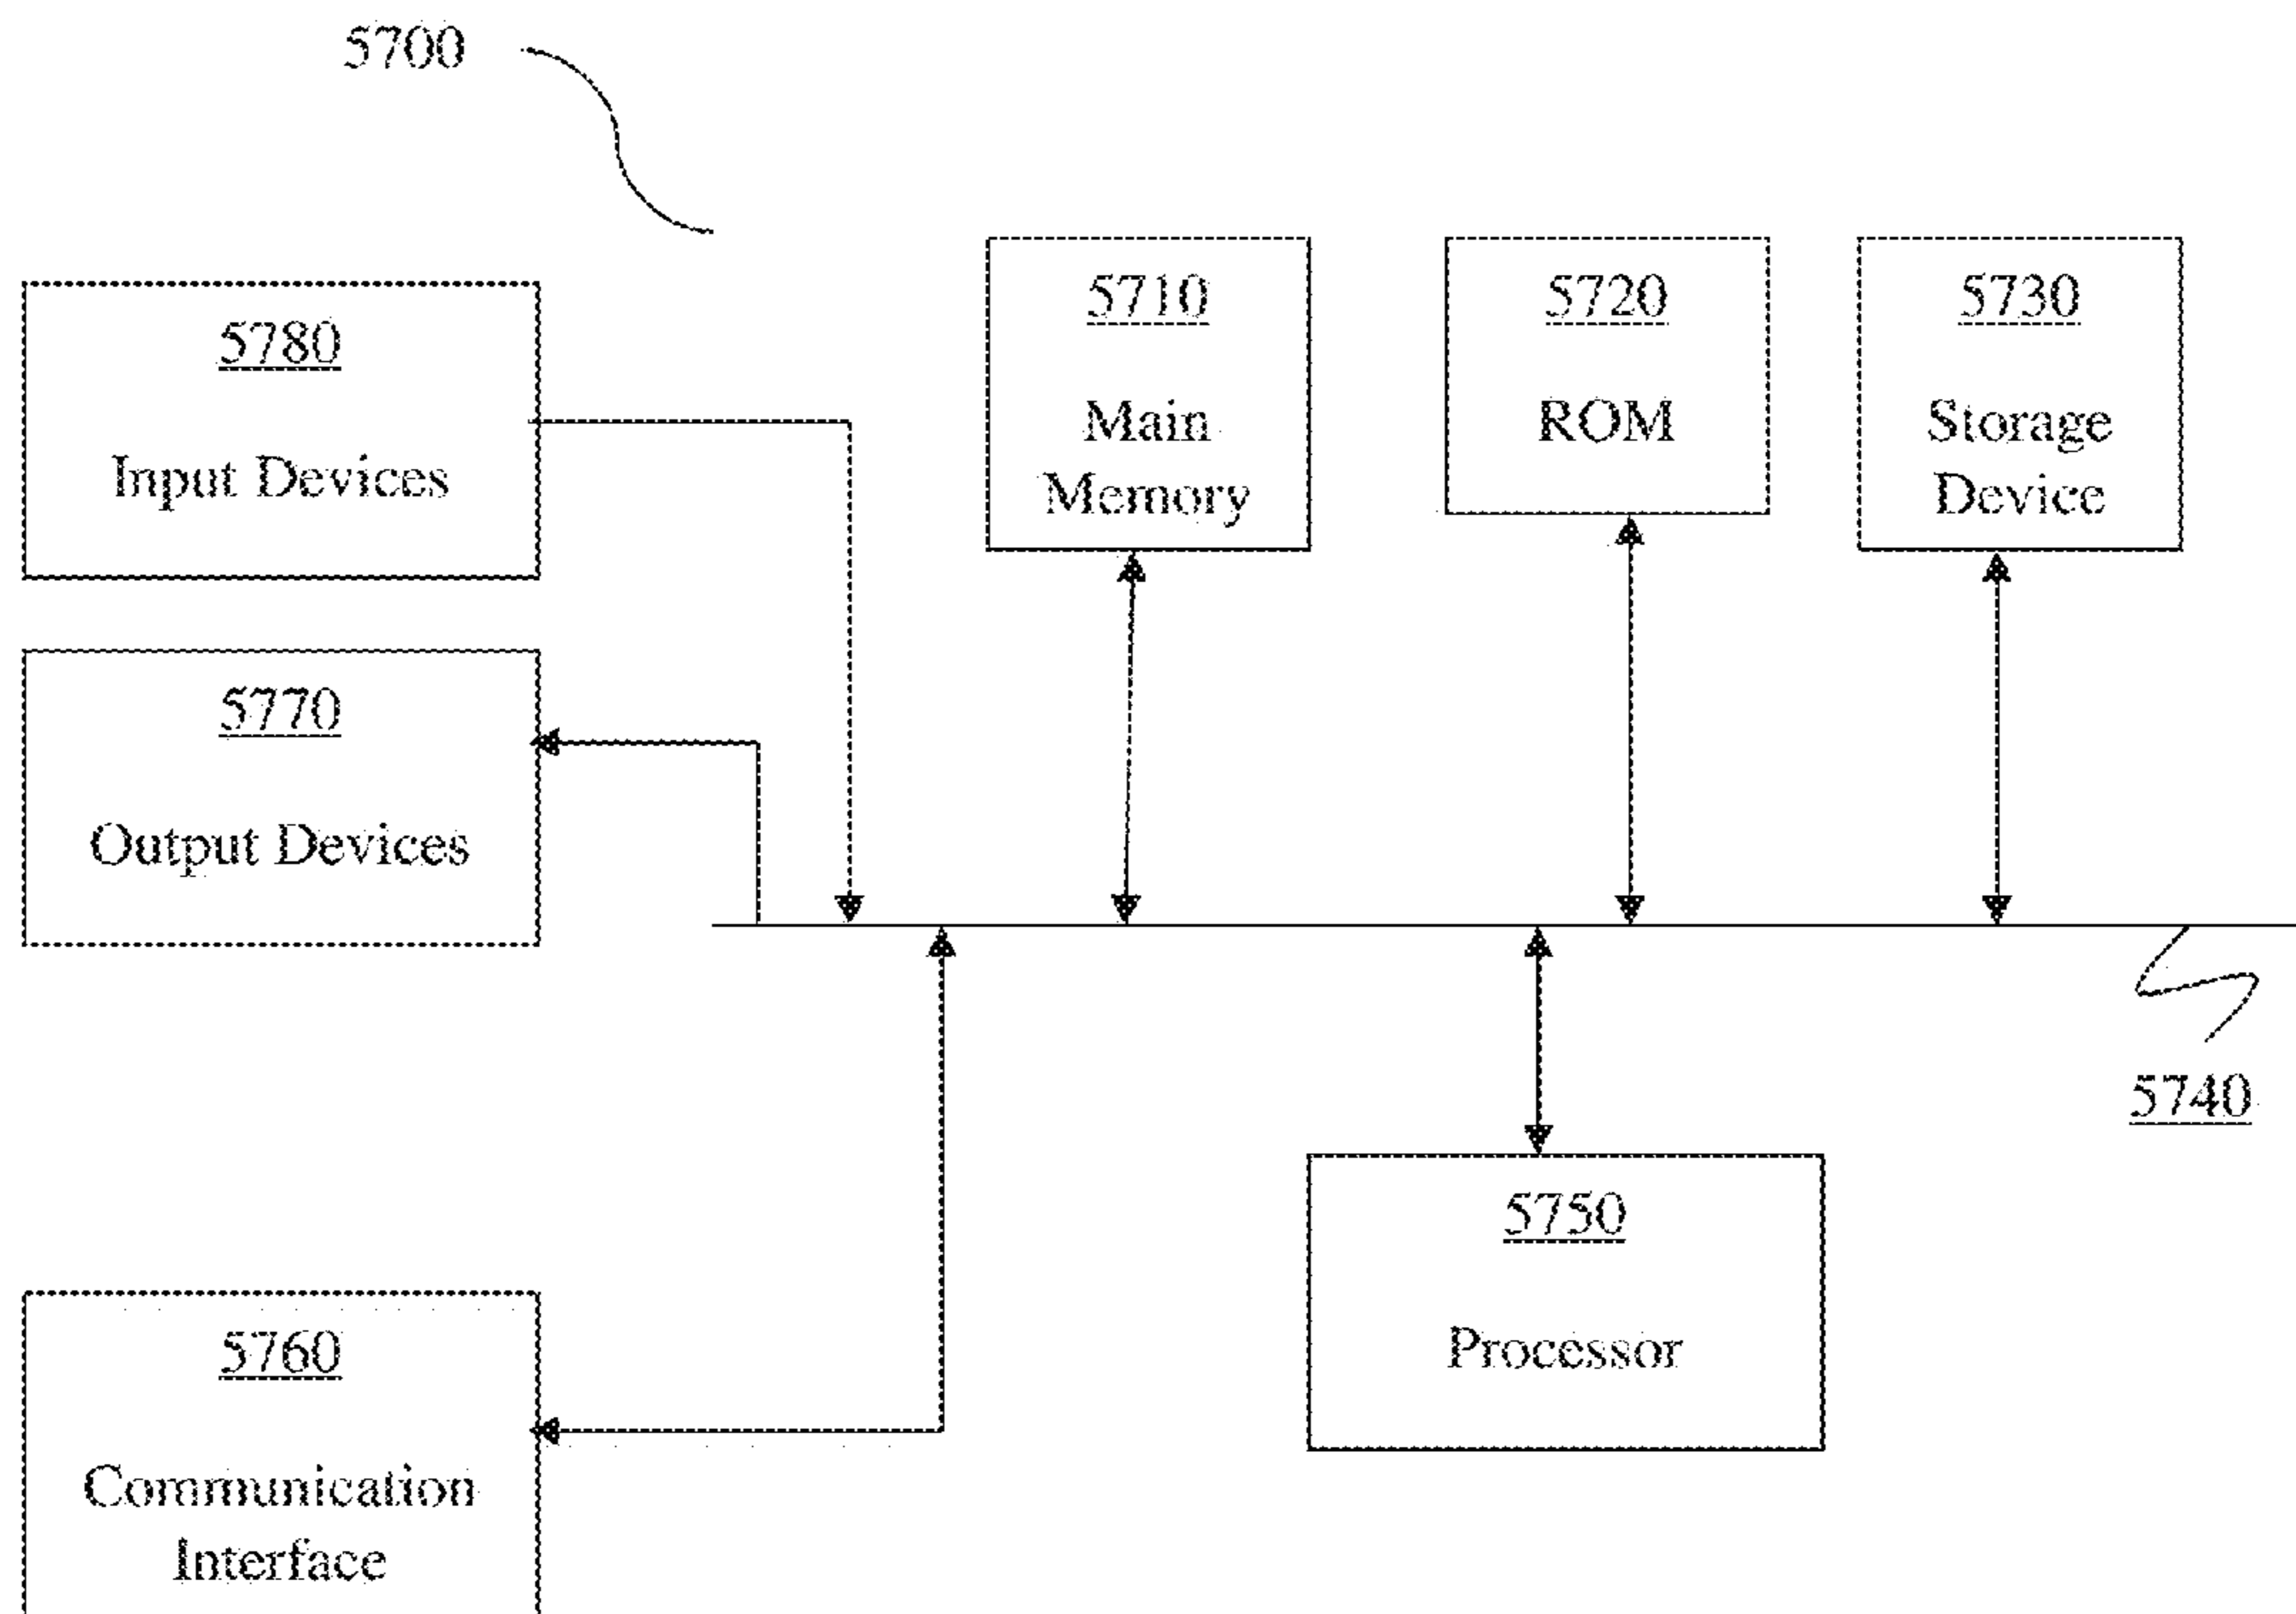 5700
5780
Input Devices
5710
Main
Memory
5720
ROM
5730
Storage
Device
5770
Output Devices
5740
5750
Processor
5760
Communication
Interface